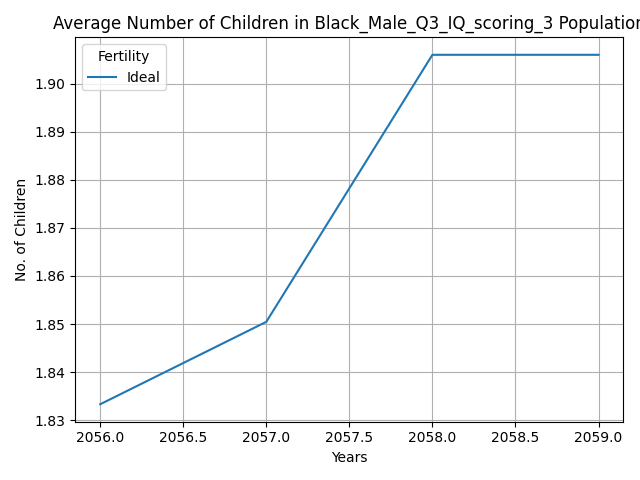 Average Number of Children in Black_Male_Q3_IQ_scoring_3 Population
Fertility
Ideal
No. of Children
1.90
1.89
1.88
1.87
1.86
1.85
1.84
1.83
2056.0 2056.5 2057.0 2057.5 2058.0 2058.5 2059.0
Years